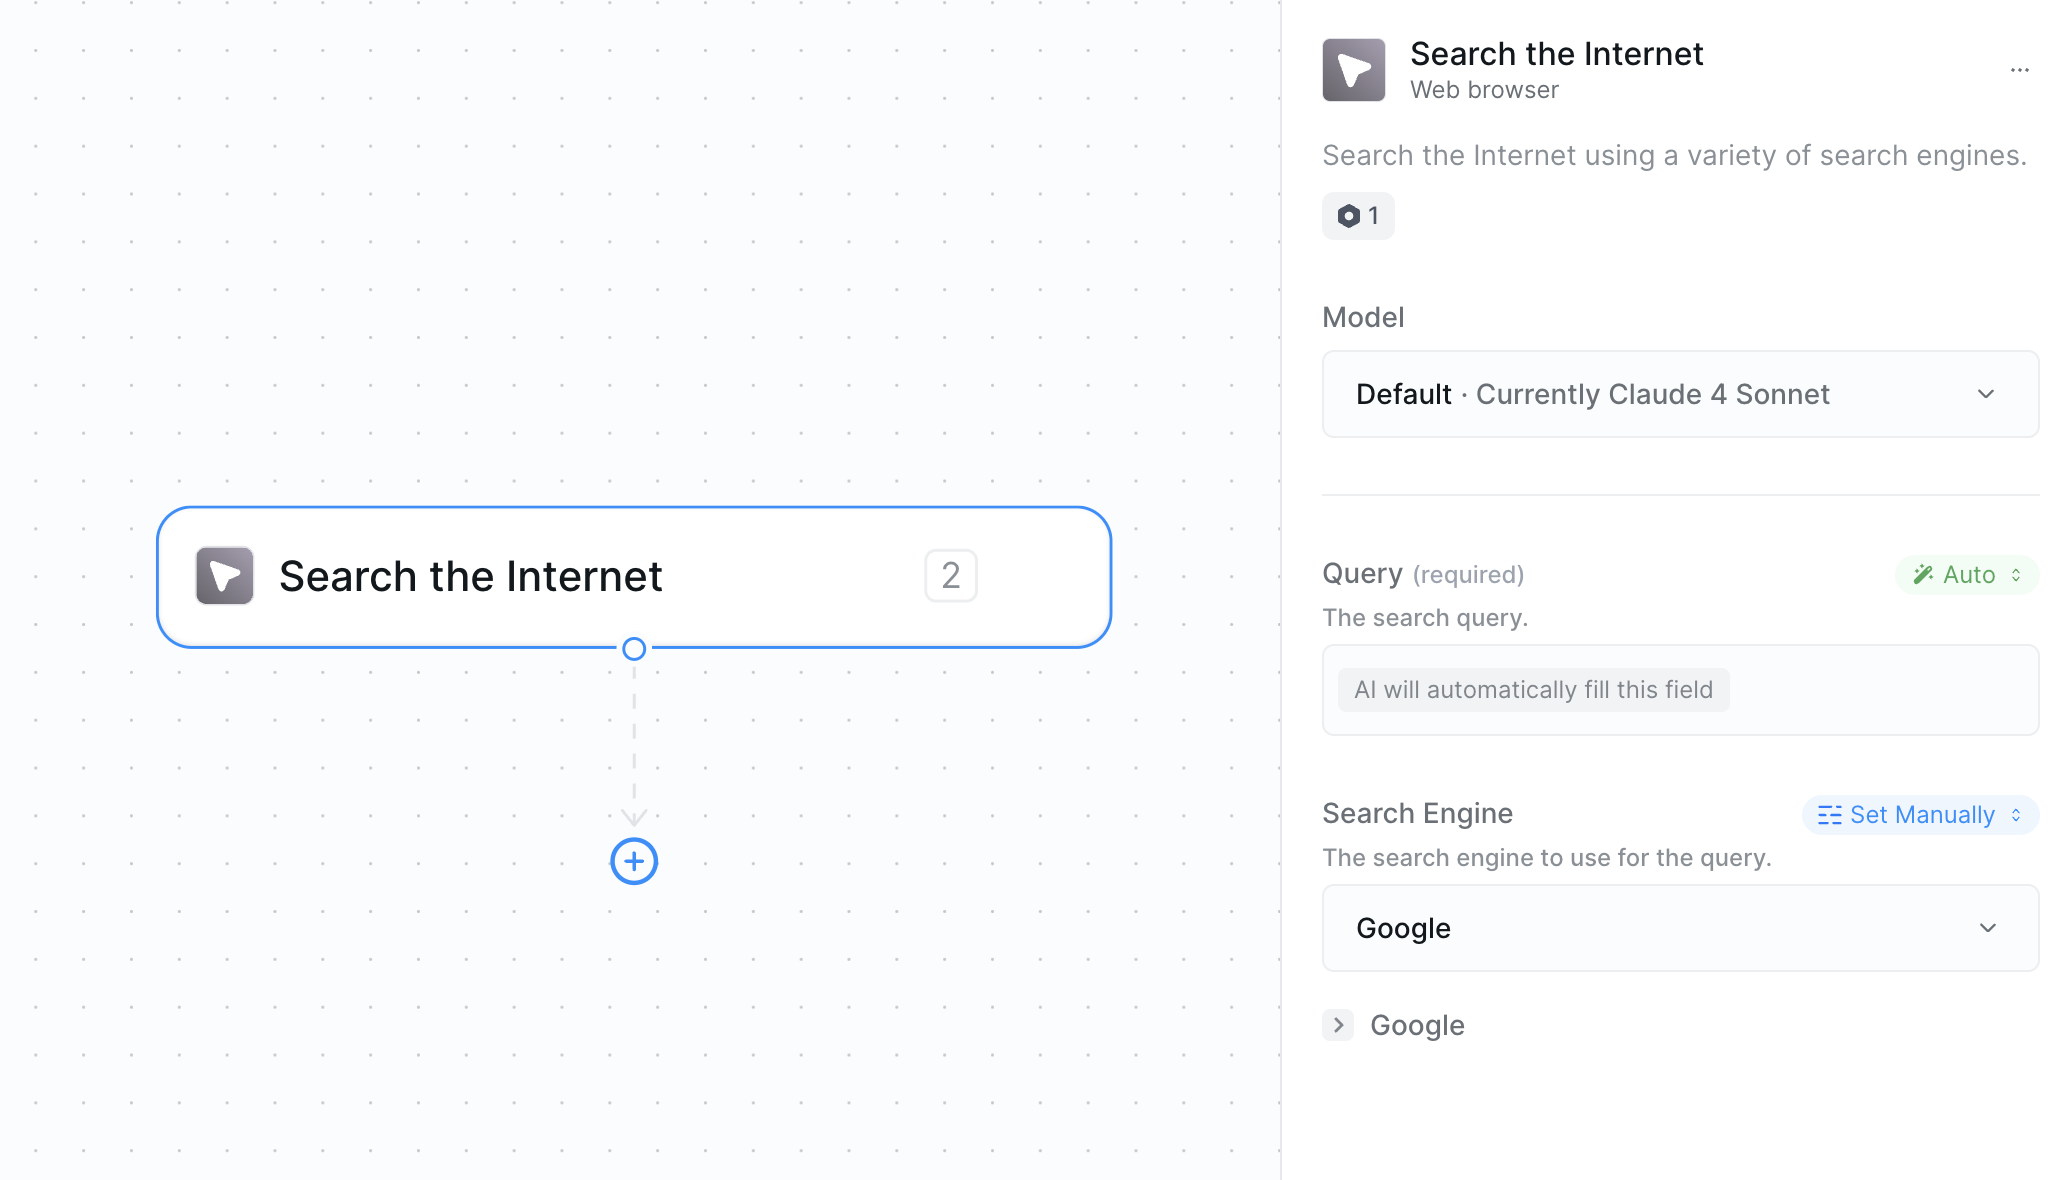 Search the Internet
2
Search the Internet
Web browser
...
Search the Internet using a variety of search engines.
1
Model
Default · Currently Claude 4 Sonnet
Query (required)
Auto
The search query.
AI will automatically fill this field
Search Engine
Set Manually
The search engine to use for the query.
Google
Google